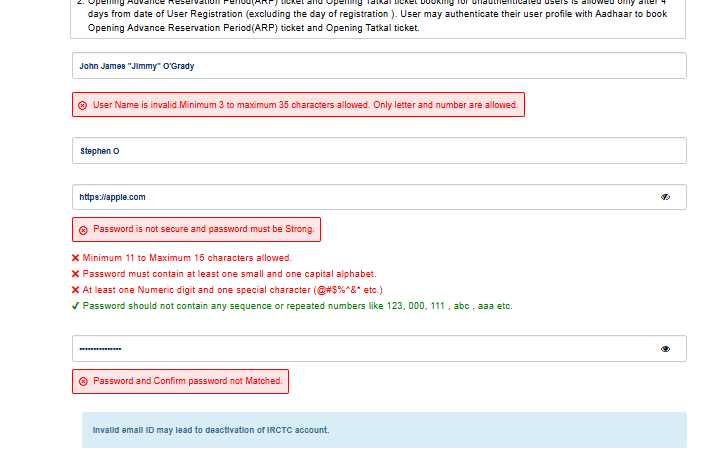 2. Opening Advance Reservation Period(ARP) ticket and Opening Tatkal ticket booking for unauthenticated users is allowed only after 4
days from date of User Registration (excluding the day of registration ). User may authenticate their user profile with Aadhaar to book
Opening Advance Reservation Period(ARP) ticket and Opening Tatkal ticket.
John James "Jimmy" O'Grady
User Name is invalid.Minimum 3 to maximum 35 characters allowed. Only letter and number are allowed.
Stephen O
https://apple.com
Password is not secure and password must be Strong.
Minimum 11 to Maximum 15 characters allowed.
Password must contain at least one small and one capital alphabet.
At least one Numeric digit and one special character (@#$%^&* etc.)
Password should not contain any sequence or repeated numbers like 123, 000, 111 , abc , aaa etc.
Password and Confirm password not Matched.
Invalid email ID may lead to deactivation of IRCTC account.